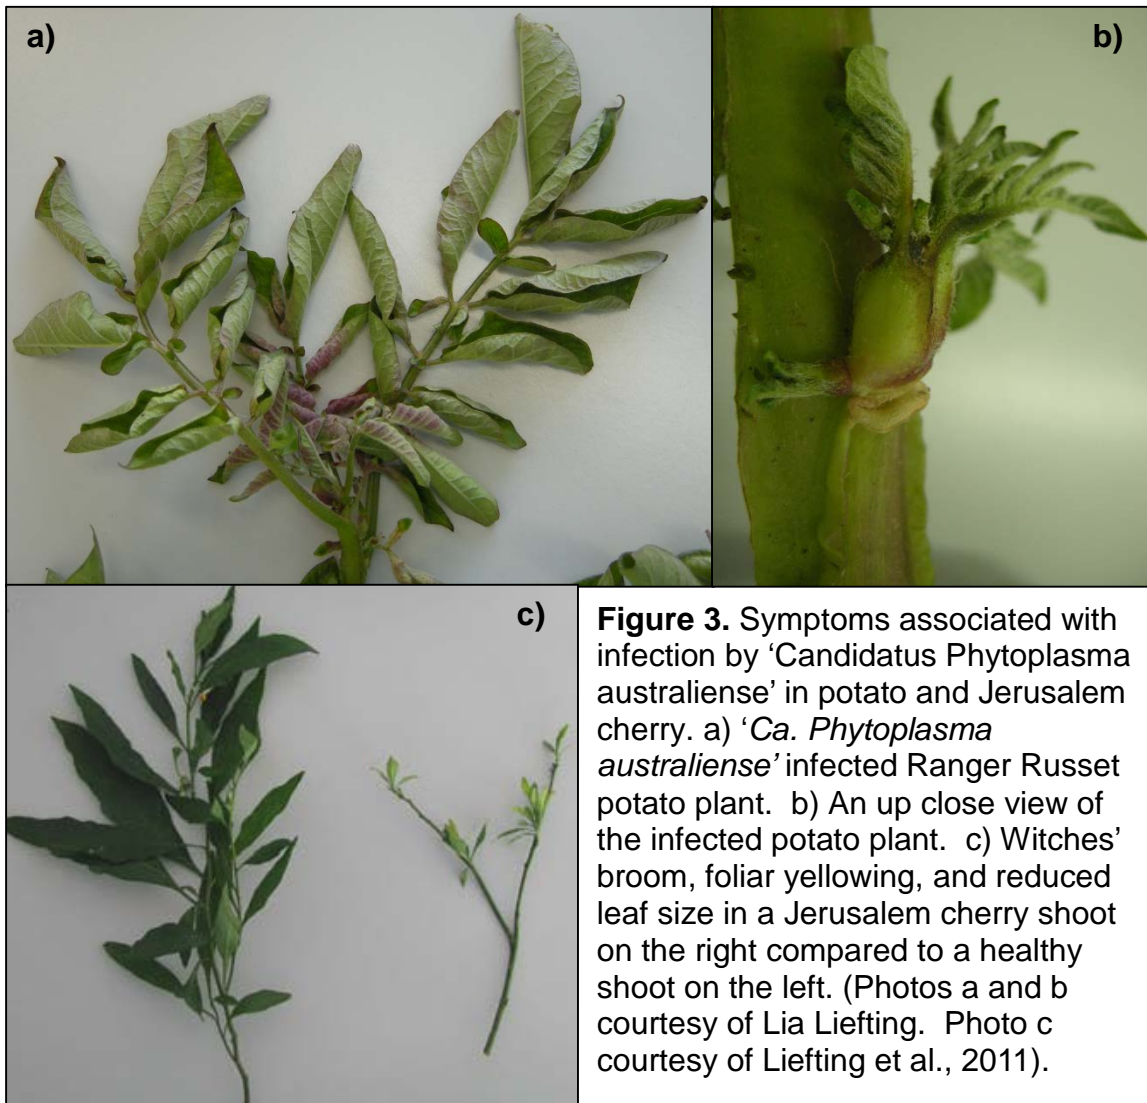 a)
b)
c)
Figure 3. Symptoms associated with
infection by ‘Candidatus Phytoplasma
australiense’ in potato and Jerusalem
cherry. a) ‘Ca. Phytoplasma
australiense’ infected Ranger Russet
potato plant. b) An up close view of
the infected potato plant. c) Witches’
broom, foliar yellowing, and reduced
leaf size in a Jerusalem cherry shoot
on the right compared to a healthy
shoot on the left. (Photos a and b
courtesy of Lia Liefting. Photo c
courtesy of Liefting et al., 2011).